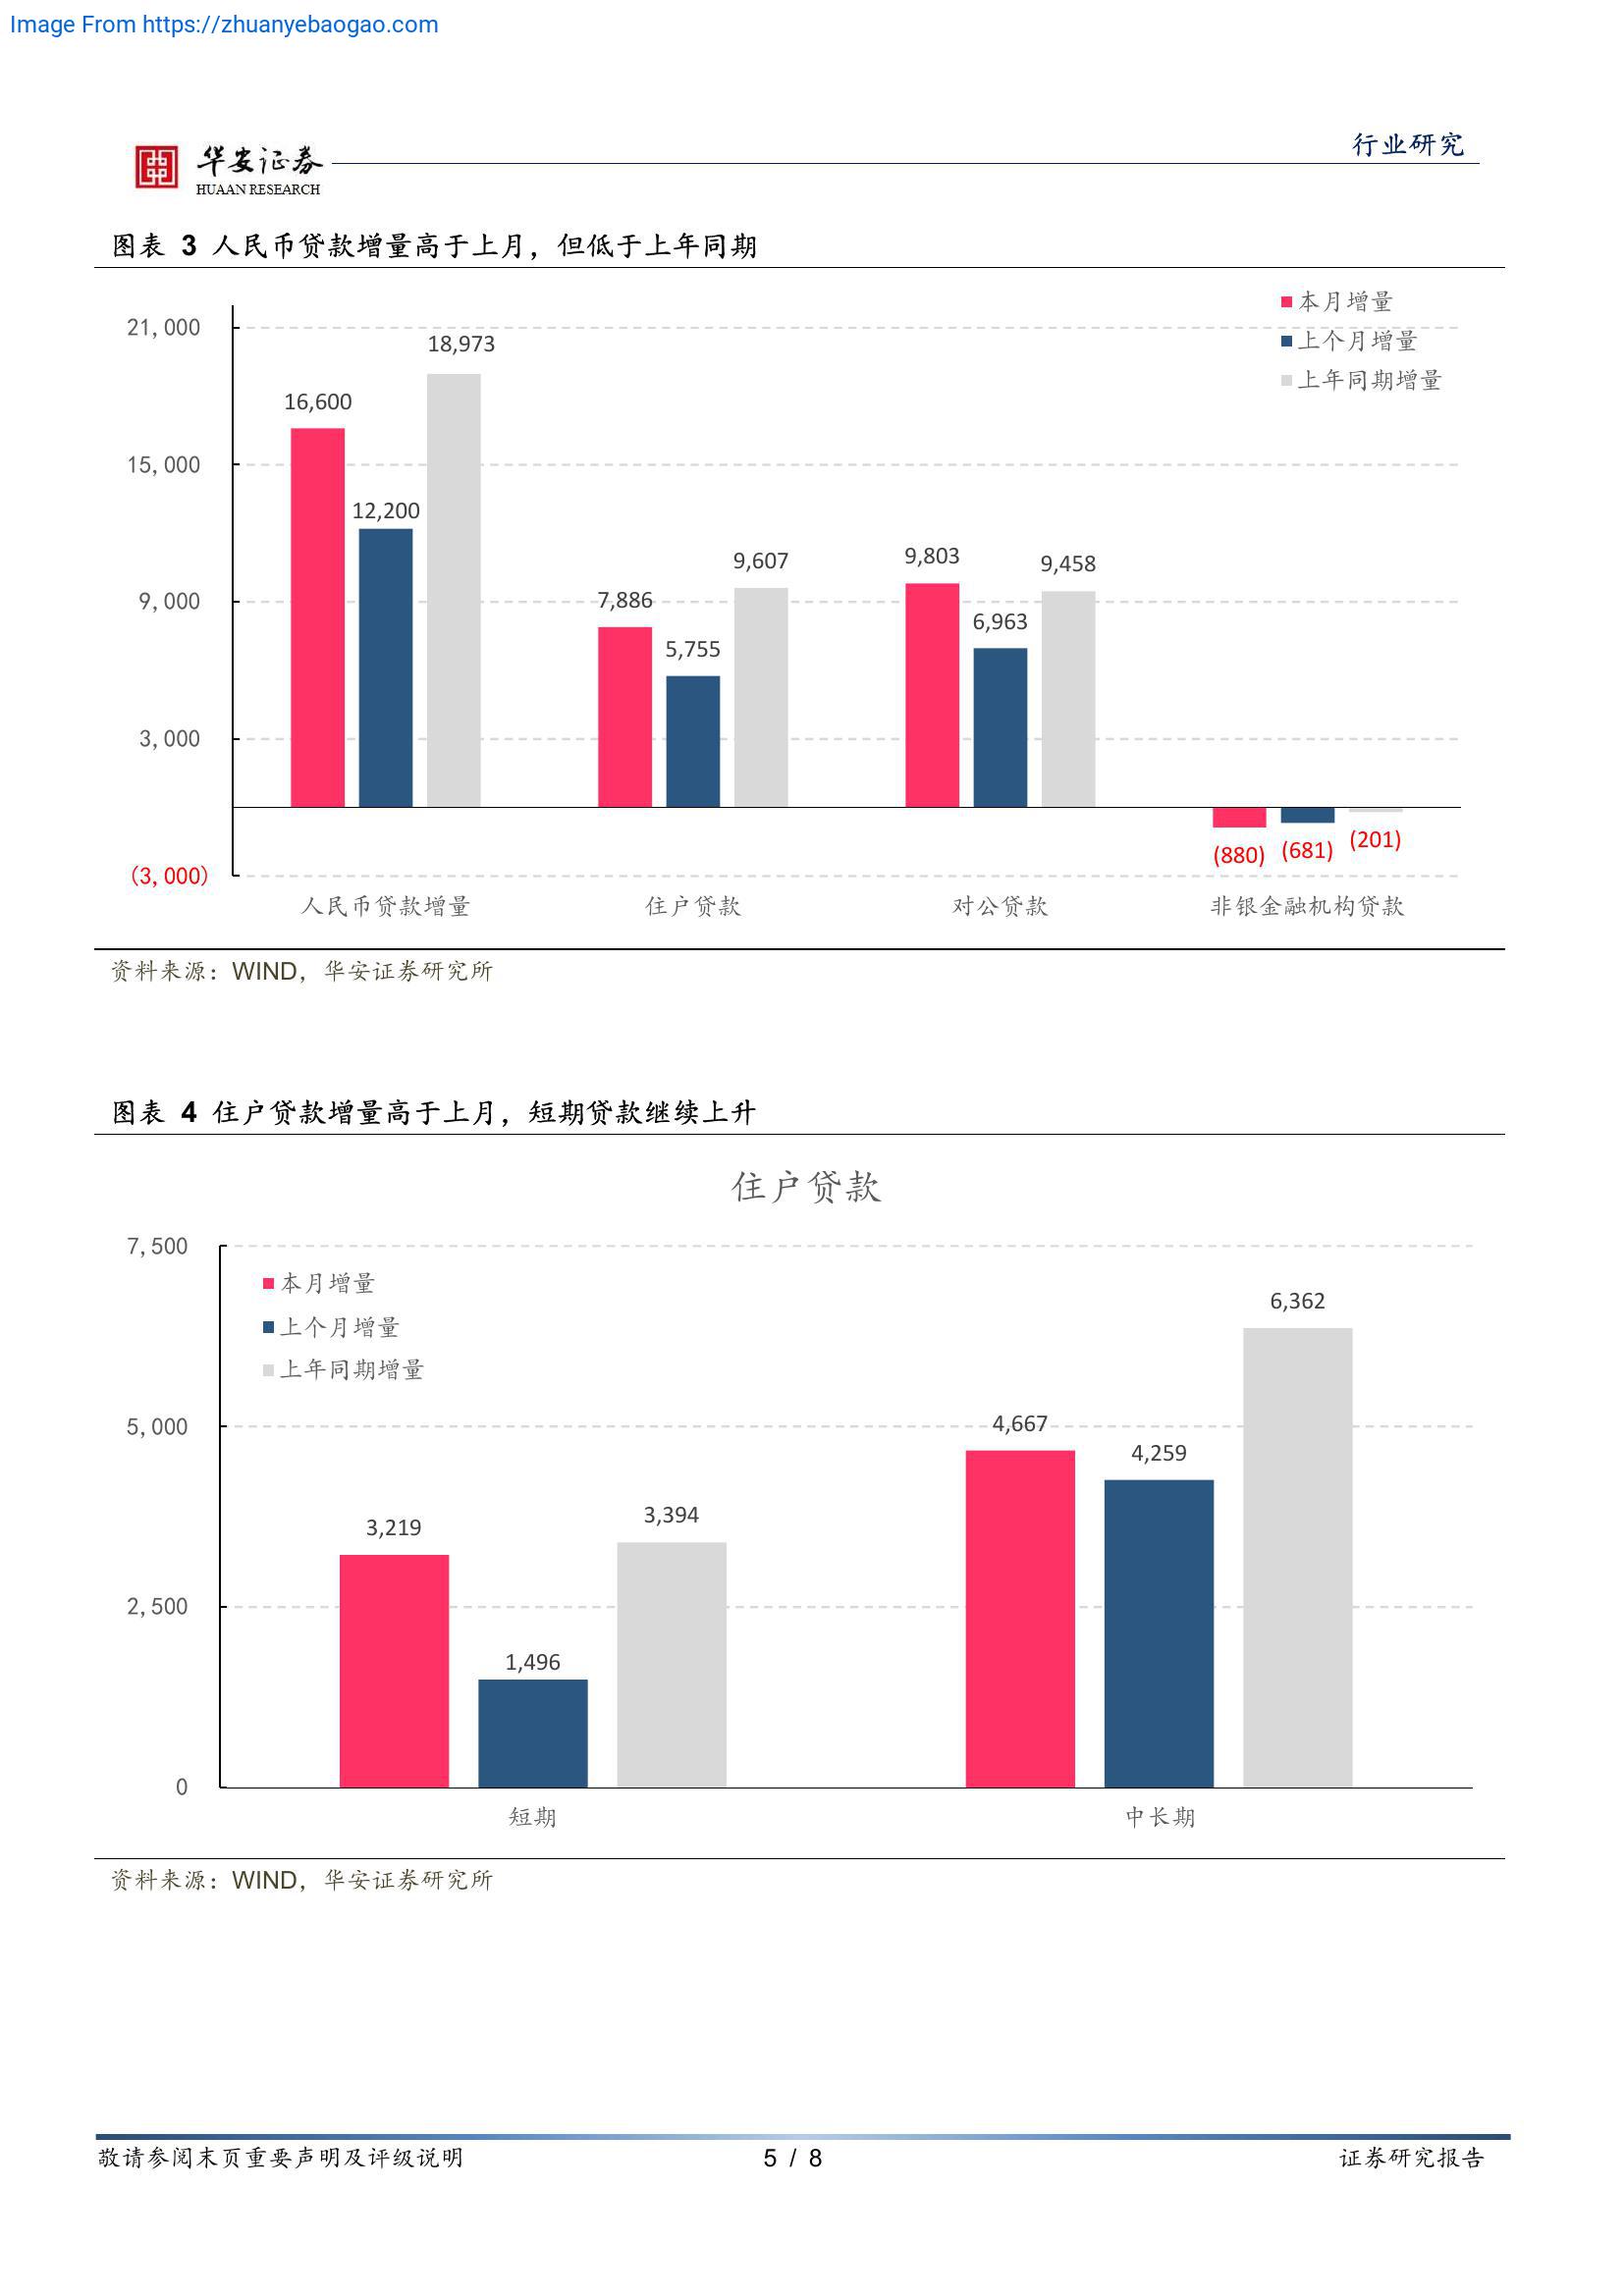 Image From https://zhuanyebaogao.com
华安证券
HUAAN RESEARCH
行业研究
图表 3 人民币贷款增量高于上月，但低于上年同期
本月增量
上个月增量
上年同期增量
21,000
15,000
9,000
3,000
(3,000)
16,600
12,200
18,973
7,886
5,755
9,607
9,803
6,963
9,458
(880)
(681)
(201)
人民币贷款增量
住户贷款
对公贷款
非银金融机构贷款
资料来源：WIND，华安证券研究所
图表 4 住户贷款增量高于上月，短期贷款继续上升
住户贷款
7,500
5,000
2,500
0
本月增量
上个月增量
上年同期增量
3,219
1,496
3,394
4,667
4,259
6,362
短期
中长期
资料来源：WIND，华安证券研究所
敬请参阅末页重要声明及评级说明
5 / 8
证券研究报告